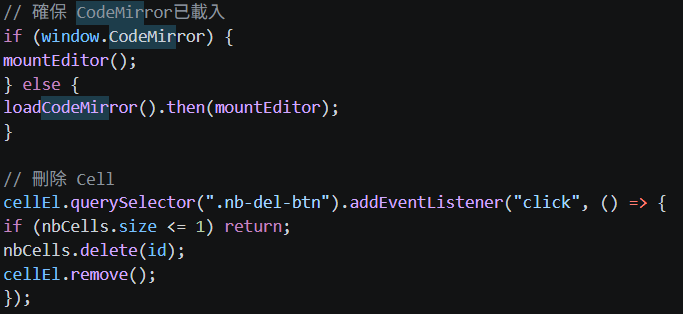 // 確保 CodeMirror已載入
if (window.CodeMirror) {
mountEditor();
} else {
loadCodeMirror().then(mountEditor);
}

// 刪除 Cell
cellEl.querySelector(".nb-del-btn").addEventListener("click", () => {
if (nbCells.size <= 1) return;
nbCells.delete(id);
cellEl.remove();
});